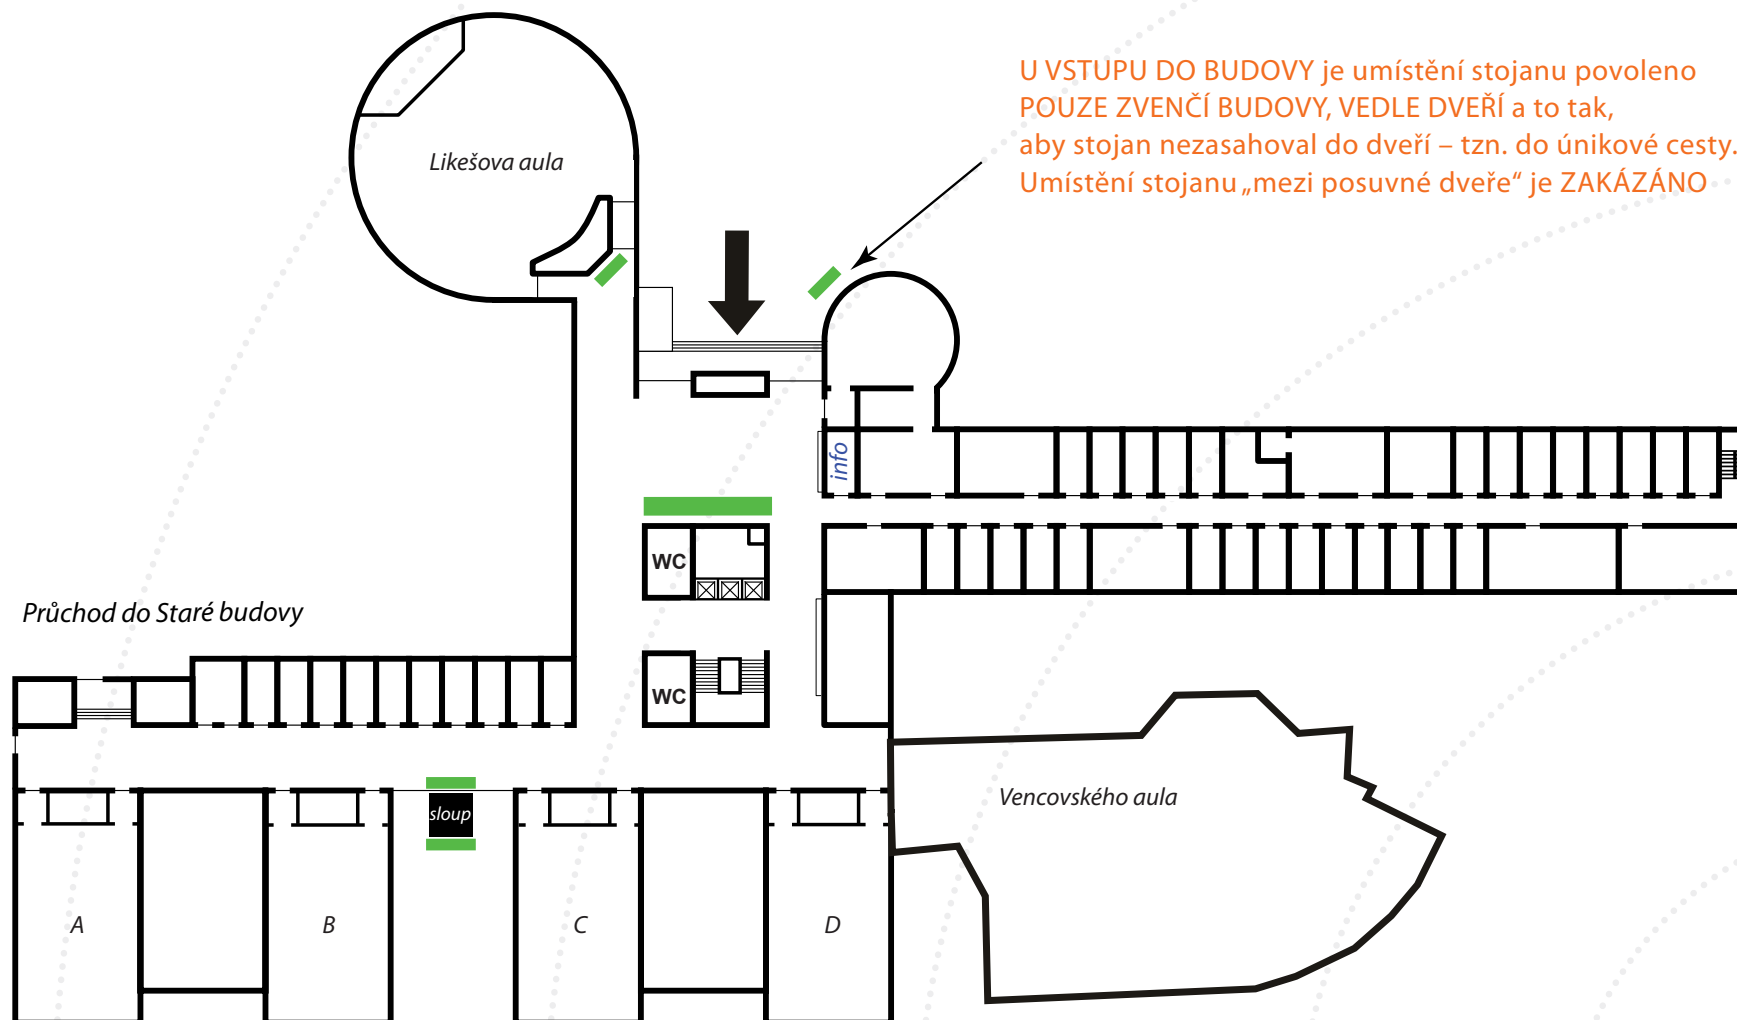 U VSTUPU DO BUDOVY je umístění stojanu povoleno
POUZE ZVENČÍ BUDOVY, VEDLE DVEŘÍ a to tak,
aby stojan nezasahoval do dveří – tzn. do únikové cesty.
Umístění stojanu „mezi posuvné dveře“ je ZAKÁZÁNO
Likešova aula
info
WC
Průchod do Staré budovy
WC
Vencovského aula
sloup
A
B
C
D